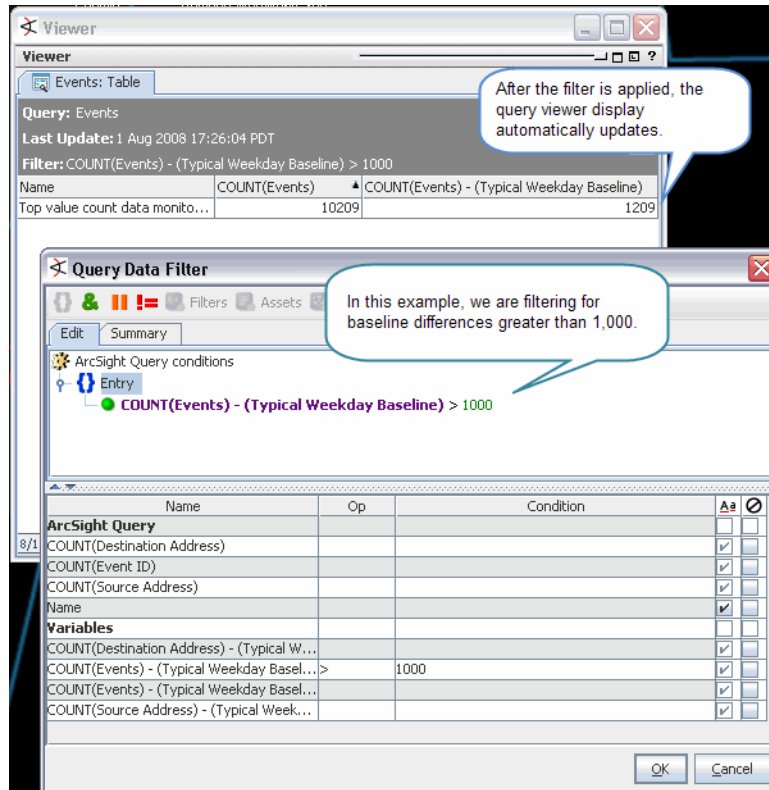 Viewer
Viewer
?
Events: Table
Query: Events
Last Update: 1 Aug 2008 17:26:04 PDT
Filter: COUNT(Events) - (Typical Weekday Baseline) > 1000
After the filter is applied, the
query viewer display
automatically updates.
Name COUNT(Events) COUNT(Events) - (Typical Weekday Baseline)
Top value count data monito... 10209 1209
Query Data Filter
{} & || != Filters Assets
In this example, we are filtering for
baseline differences greater than 1,000.
Edit Summary
ArcSight Query conditions
{} Entry
COUNT(Events) - (Typical Weekday Baseline) > 1000
Name Op Condition Aa
ArcSight Query
8/1
COUNT(Destination Address)
COUNT(Event ID)
COUNT(Source Address)
Name
Variables
COUNT(Destination Address) - (Typical W...
COUNT(Events) - (Typical Weekday Basel... > 1000
COUNT(Events) - (Typical Weekday Basel...
COUNT(Source Address) - (Typical Week...
OK Cancel